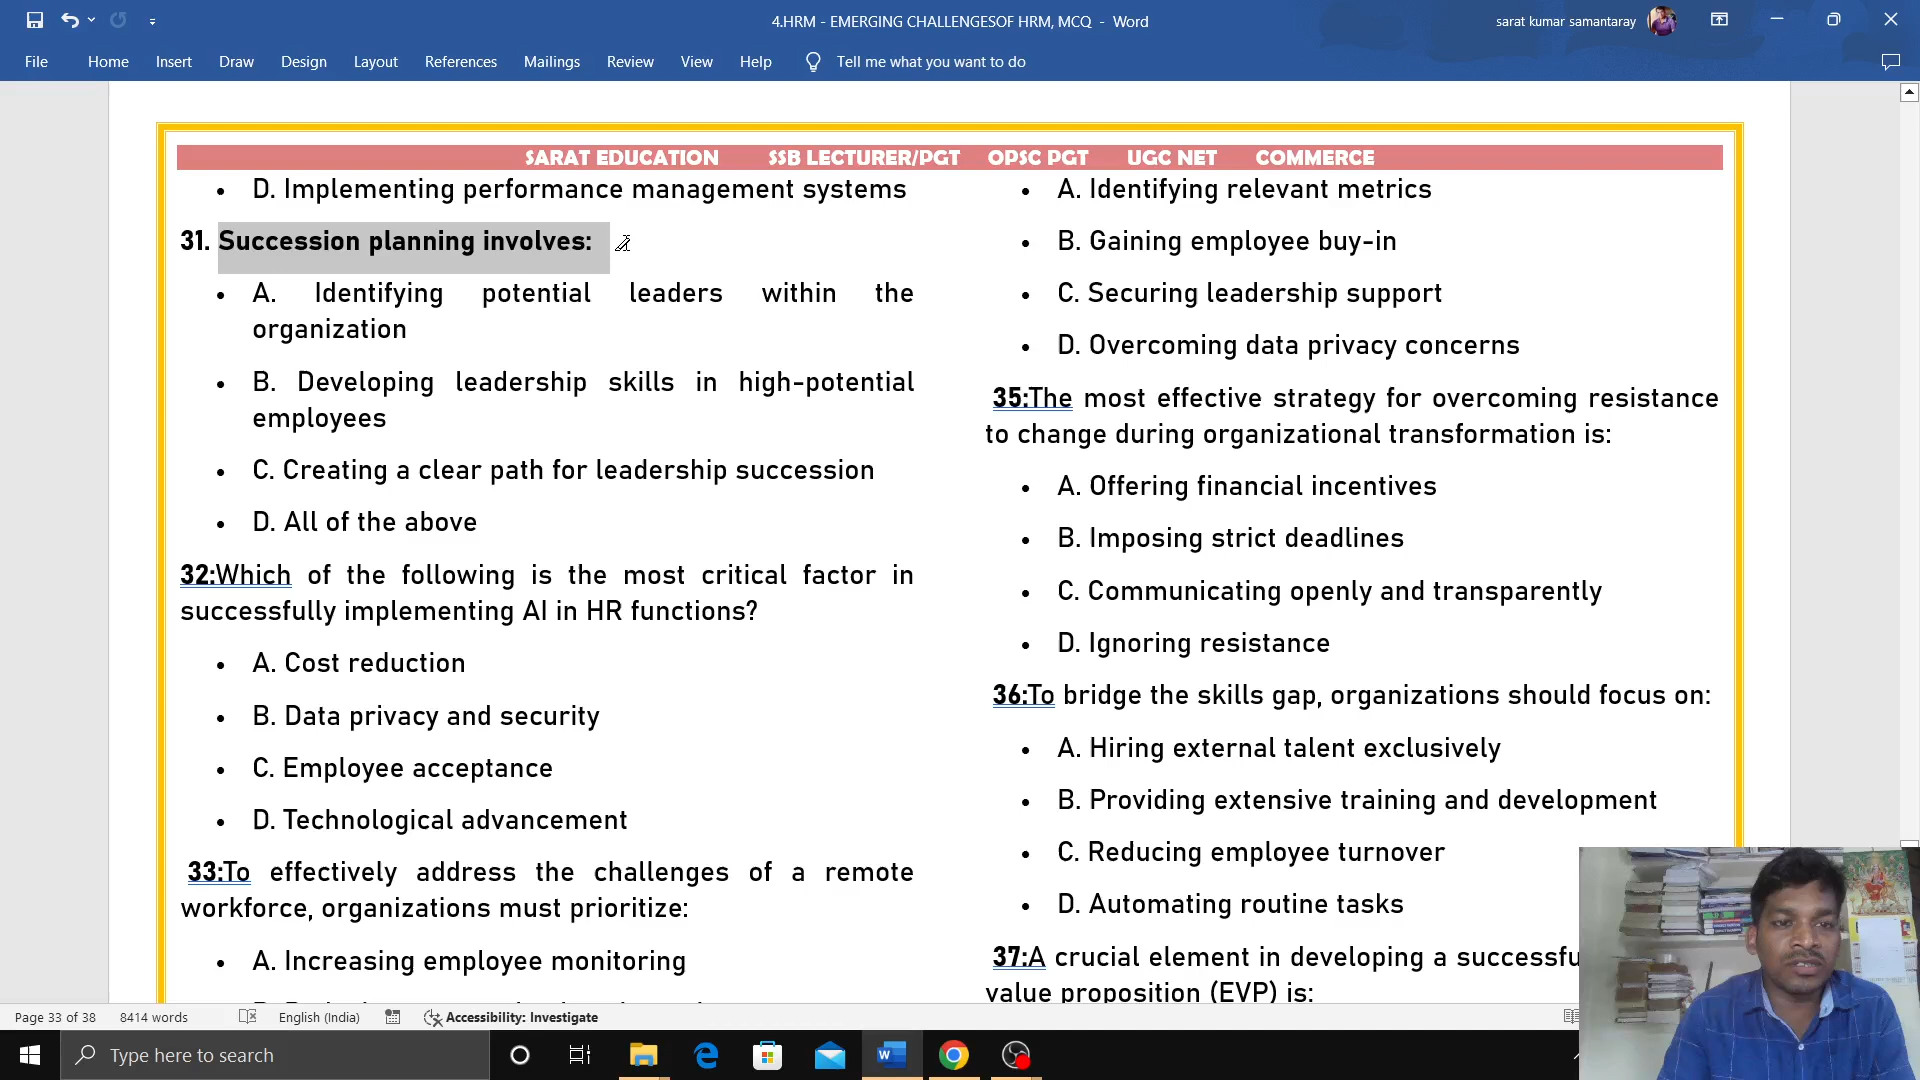 4.HRM - EMERGING CHALLENGESOF HRM, MCQ - Word
sarat kumar samantaray
File Home Insert Draw Design Layout References Mailings Review View Help Tell me what you want to do
SARAT EDUCATION SSB LECTURER/PGT OPSC PGT UGC NET COMMERCE
• D. Implementing performance management systems
31. Succession planning involves:
• A. Identifying potential leaders within the
organization
• B. Developing leadership skills in high-potential
employees
• C. Creating a clear path for leadership succession
• D. All of the above
32:Which of the following is the most critical factor in
successfully implementing AI in HR functions?
• A. Cost reduction
• B. Data privacy and security
• C. Employee acceptance
• D. Technological advancement
33:To effectively address the challenges of a remote
workforce, organizations must prioritize:
• A. Increasing employee monitoring
• A. Identifying relevant metrics
• B. Gaining employee buy-in
• C. Securing leadership support
• D. Overcoming data privacy concerns
35:The most effective strategy for overcoming resistance
to change during organizational transformation is:
• A. Offering financial incentives
• B. Imposing strict deadlines
• C. Communicating openly and transparently
• D. Ignoring resistance
36:To bridge the skills gap, organizations should focus on:
• A. Hiring external talent exclusively
• B. Providing extensive training and development
• C. Reducing employee turnover
• D. Automating routine tasks
37:A crucial element in developing a
value proposition (EVP) is:
Page 33 of 38 8414 words English (India) Accessibility: Investigate
Type here to search